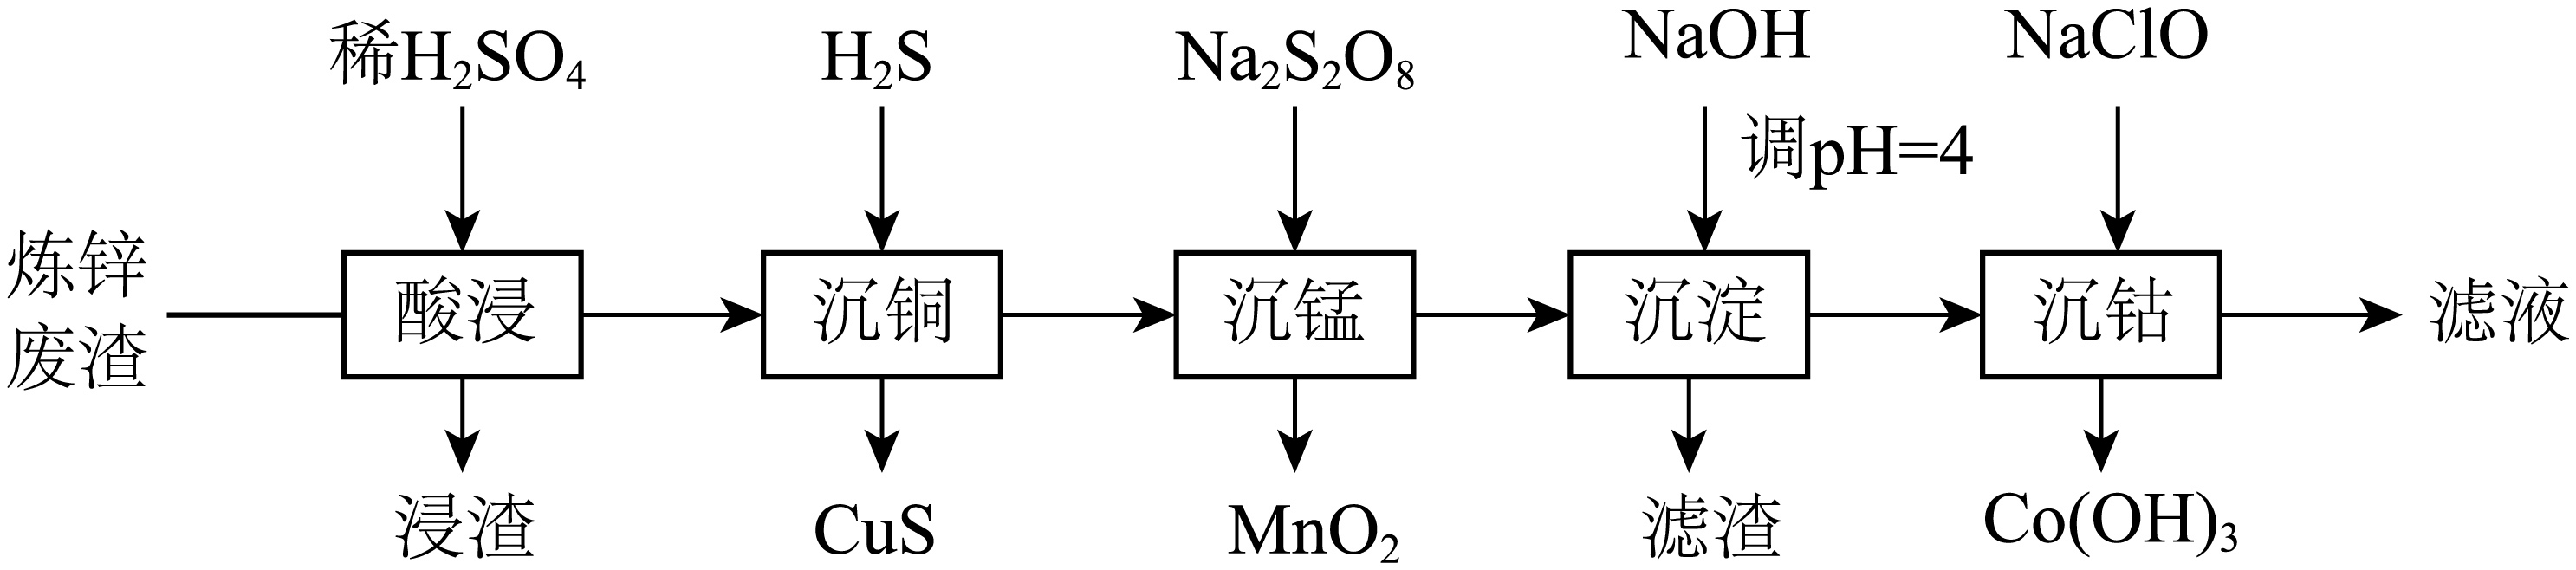 稀H₂SO₄
H₂S
Na₂S₂O₈
NaOH
NaClO
调pH=4
炼锌
废渣
酸浸
沉铜
沉锰
沉淀
沉钴
滤液
浸渣
CuS
MnO₂
滤渣
Co(OH)₃